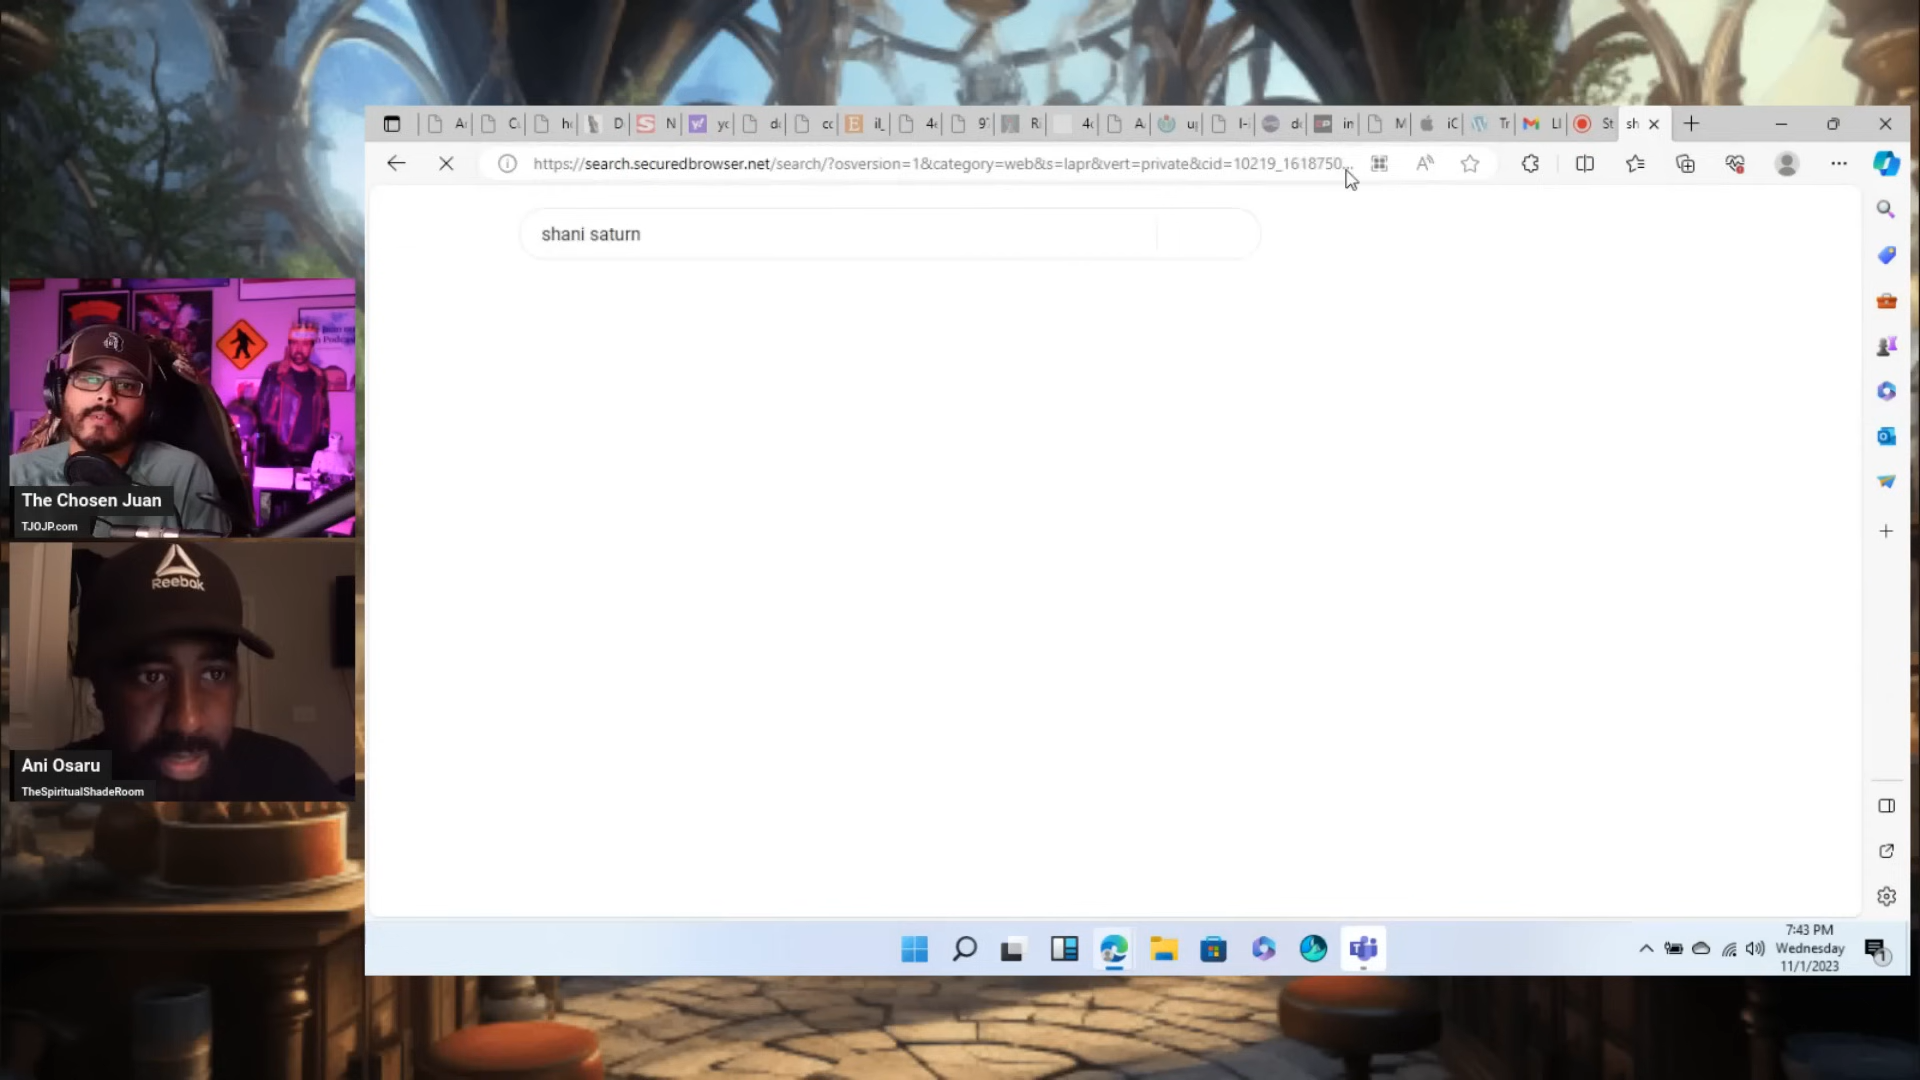 https://search.securedbrowser.net/search/?osversion=1&category=web&s=lapr&vert=private&cid=10219_1618750...
shani saturn
The Chosen Juan
TJOJP.com
Reebok
Ani Osaru
TheSpiritualShadeRoom
7:43 PM
Wednesday
11/1/2023
1